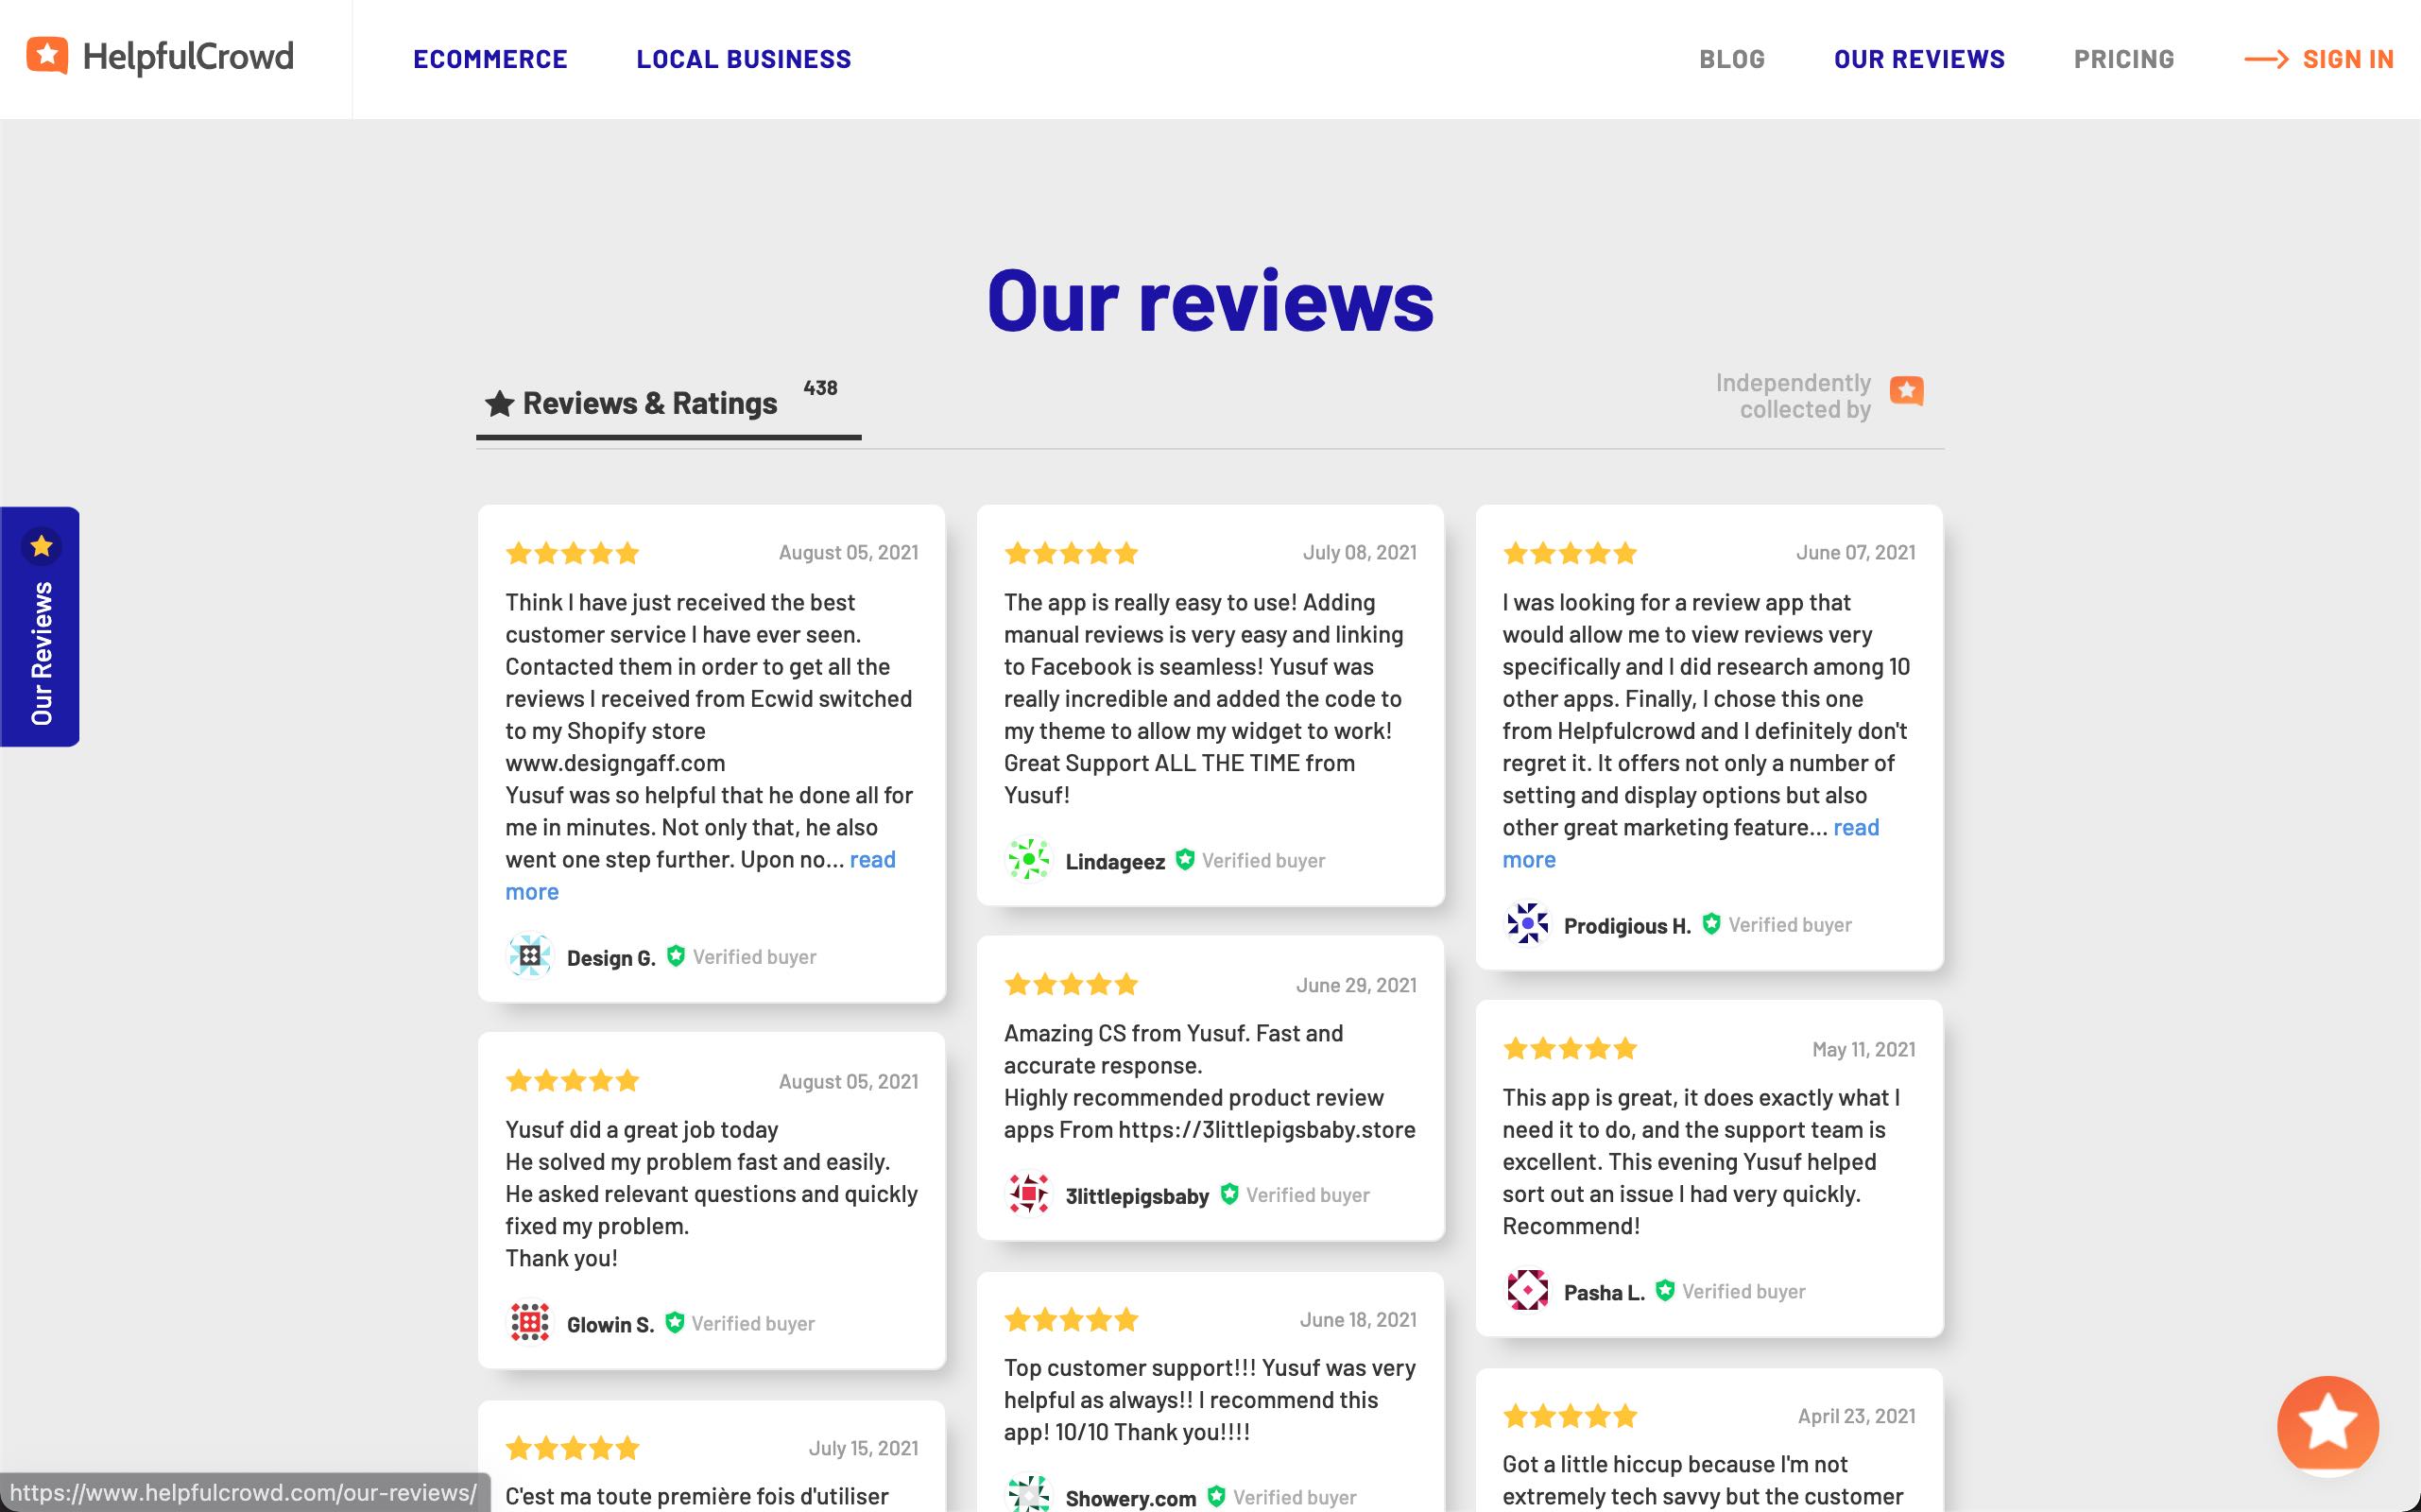 HelpfulCrowd
ECOMMERCE
LOCAL BUSINESS
BLOG
OUR REVIEWS
PRICING
SIGN IN
Our reviews
Reviews & Ratings 438
Independently
collected by
Our Reviews
August 05, 2021
Think I have just received the best
customer service I have ever seen.
Contacted them in order to get all the
reviews I received from Ecwid switched
to my Shopify store
www.designgaff.com
Yusuf was so helpful that he done all for
me in minutes. Not only that, he also
went one step further. Upon no... read
more
Design G. Verified buyer
August 05, 2021
Yusuf did a great job today
He solved my problem fast and easily.
He asked relevant questions and quickly
fixed my problem.
Thank you!
Glowin S. Verified buyer
July 15, 2021
C'est ma toute première fois d'utiliser
July 08, 2021
The app is really easy to use! Adding
manual reviews is very easy and linking
to Facebook is seamless! Yusuf was
really incredible and added the code to
my theme to allow my widget to work!
Great Support ALL THE TIME from
Yusuf!
Lindageez Verified buyer
June 29, 2021
Amazing CS from Yusuf. Fast and
accurate response.
Highly recommended product review
apps From https://3littlepigsbaby.store
3littlepigsbaby Verified buyer
June 18, 2021
Top customer support!!! Yusuf was very
helpful as always!! I recommend this
app! 10/10 Thank you!!!!
Showery.com Verified buyer
June 07, 2021
I was looking for a review app that
would allow me to view reviews very
specifically and I did research among 10
other apps. Finally, I chose this one
from Helpfulcrowd and I definitely don't
regret it. It offers not only a number of
setting and display options but also
other great marketing feature... read
more
Prodigious H. Verified buyer
May 11, 2021
This app is great, it does exactly what I
need it to do, and the support team is
excellent. This evening Yusuf helped
sort out an issue I had very quickly.
Recommend!
Pasha L. Verified buyer
April 23, 2021
Got a little hiccup because I'm not
extremely tech savvy but the customer
https://www.helpfulcrowd.com/our-reviews/